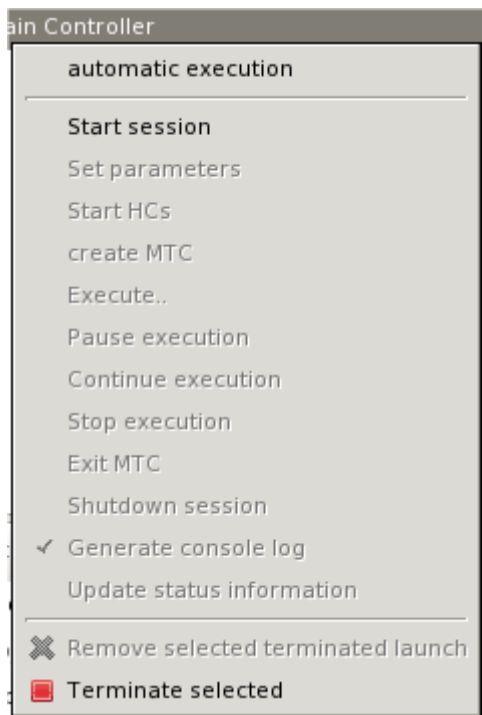 ain Controller
automatic execution
Start session
Set parameters
Start HCs
create MTC
Execute..
Pause execution
Continue execution
Stop execution
Exit MTC
Shutdown session
Generate console log
Update status information
Remove selected terminated launch
Terminate selected